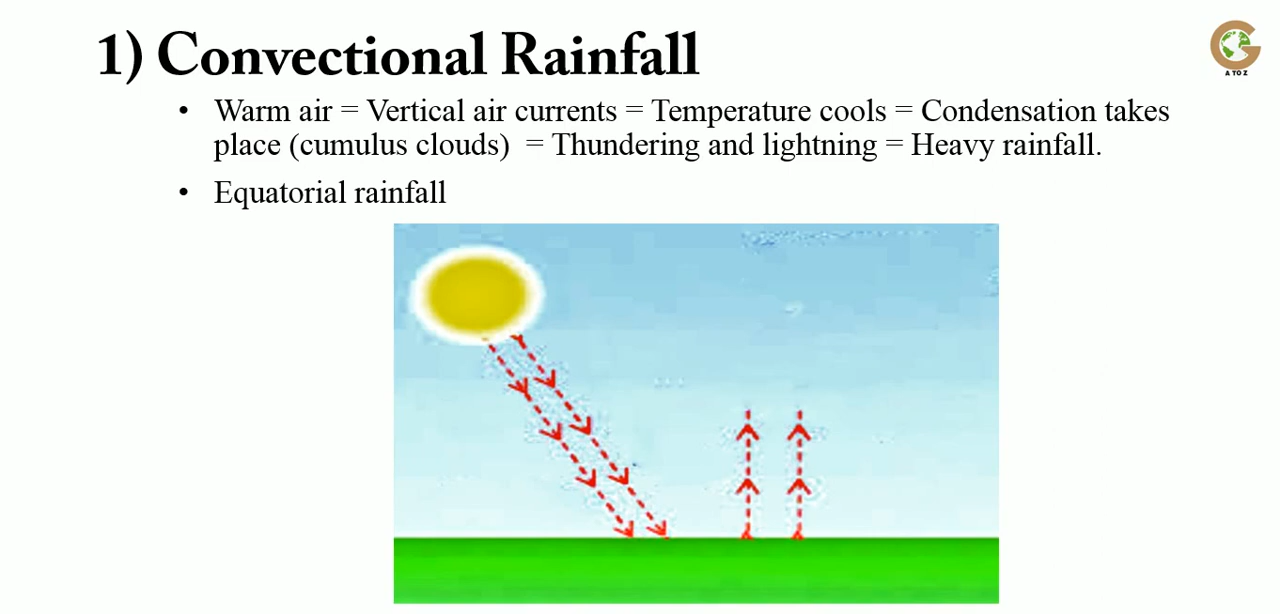 1) Convectional Rainfall
A TO Z
• Warm air = Vertical air currents = Temperature cools = Condensation takes
place (cumulus clouds)  = Thundering and lightning = Heavy rainfall.
• Equatorial rainfall